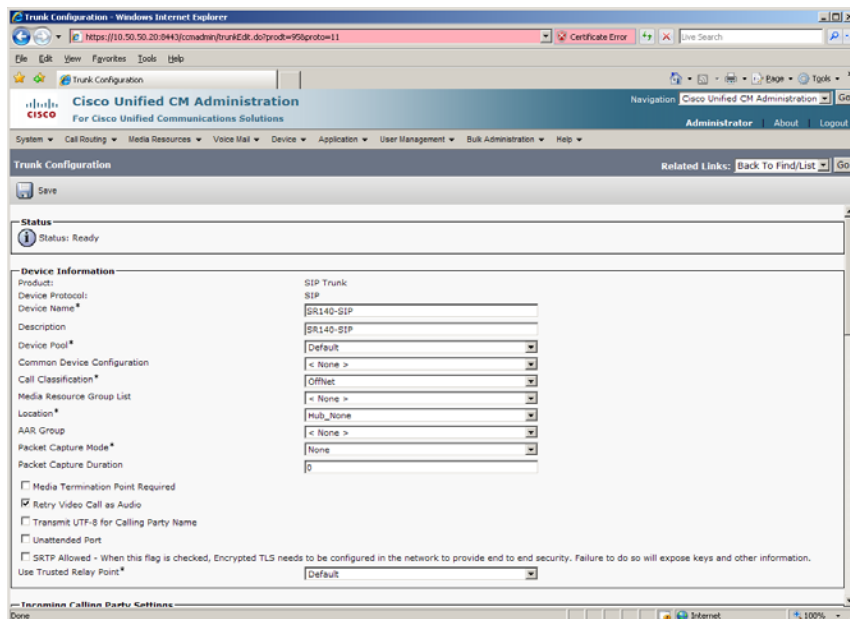 Trunk Configuration - Windows Internet Explorer
https://10.50.50.20:8443/ccmadmin/trunkEdit.do?prodt=95&proto=11
Certificate Error
Live Search
File Edit View Favorites Tools Help
Trunk Configuration
Page Tools
cisco
Cisco Unified CM Administration
For Cisco Unified Communications Solutions
Navigation Cisco Unified CM Administration Go
Administrator | About | Logout
System Call Routing Media Resources Voice Mail Device Application User Management Bulk Administration Help
Trunk Configuration
Related Links: Back To Find/List Go
Save
Status
Status: Ready
Device Information
Product: SIP Trunk
Device Protocol: SIP
Device Name* SR140-SIP
Description SR140-SIP
Device Pool* Default
Common Device Configuration < None >
Call Classification* OffNet
Media Resource Group List < None >
Location* Hub_None
AAR Group < None >
Packet Capture Mode* None
Packet Capture Duration 0
Media Termination Point Required
Retry Video Call as Audio
Transmit UTF-8 for Calling Party Name
Unattended Port
SRTP Allowed - When this flag is checked, Encrypted TLS needs to be configured in the network to provide end to end security. Failure to do so will expose keys and other information.
Use Trusted Relay Point* Default
Incoming Calling Party Settings
Done
Internet
100%